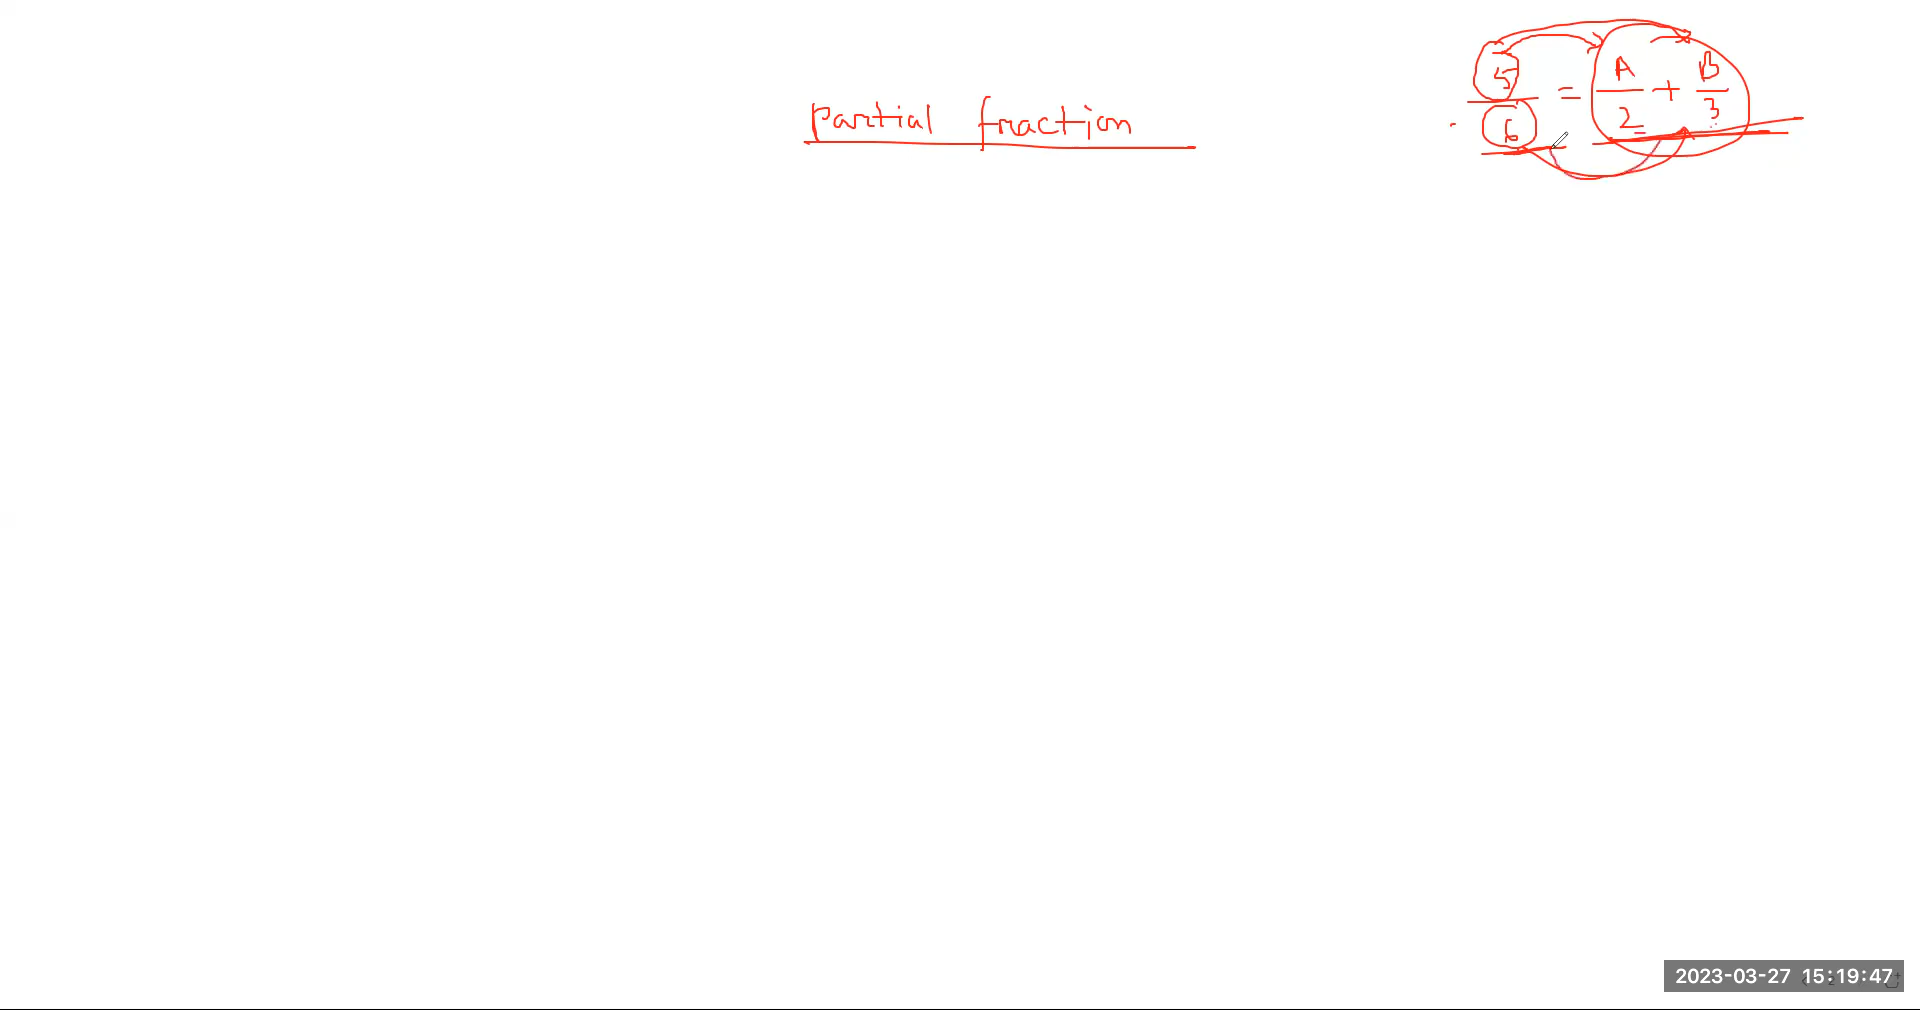 Partial fraction
5/6 = A/2 + B/3
2023-03-27 15:19:47